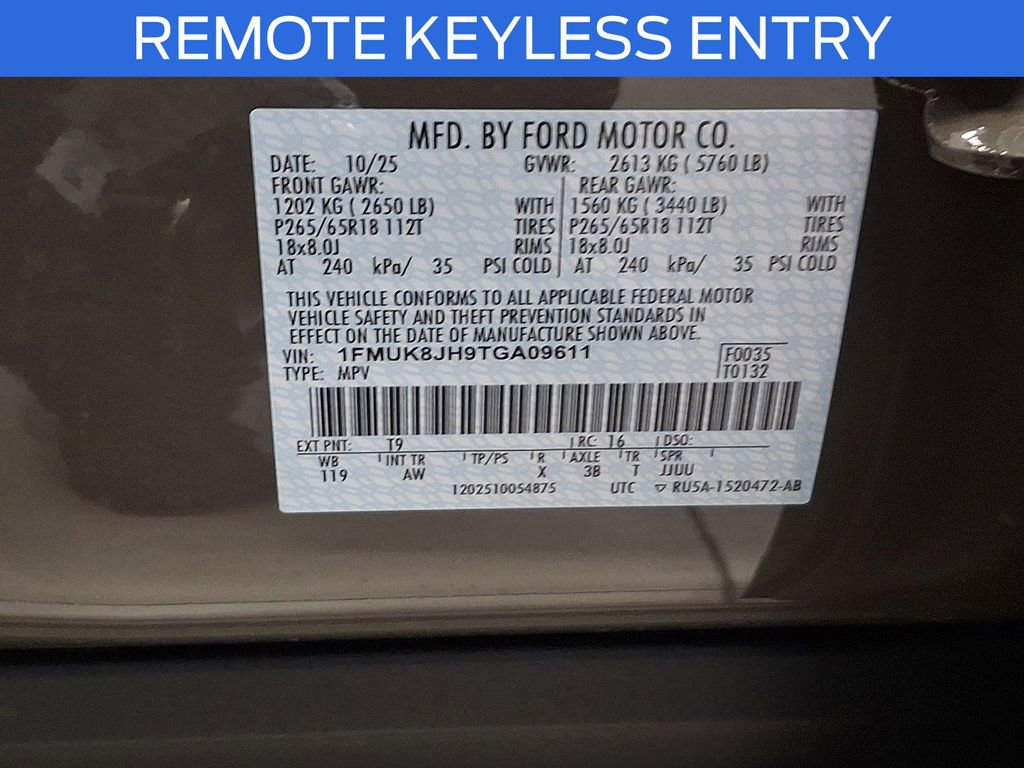 REMOTE KEYLESS ENTRY
MFD. BY FORD MOTOR CO.
DATE: 10/25 GVWR: 2613 KG ( 5760 LB)
FRONT GAWR: REAR GAWR:
1202 KG ( 2650 LB) WITH 1560 KG ( 3440 LB) WITH
P265/65R18 112T TIRES P265/65R18 112T TIRES
18x8.0J RIMS 18x8.0J RIMS
AT 240 kPa/ 35 PSI COLD AT 240 kPa/ 35 PSI COLD
THIS VEHICLE CONFORMS TO ALL APPLICABLE FEDERAL MOTOR
VEHICLE SAFETY AND THEFT PREVENTION STANDARDS IN
EFFECT ON THE DATE OF MANUFACTURE SHOWN ABOVE.
VIN: 1FMUK8JH9TGA09611 F0035
TYPE: MPV T0132
EXT PNT: T9 RC: 16 DSO:
WB INT TR TP/PS R AXLE TR SPR
119 AW X 3B T JJUU
1202510054875 UTC ▽ RU5A-1520472-AB